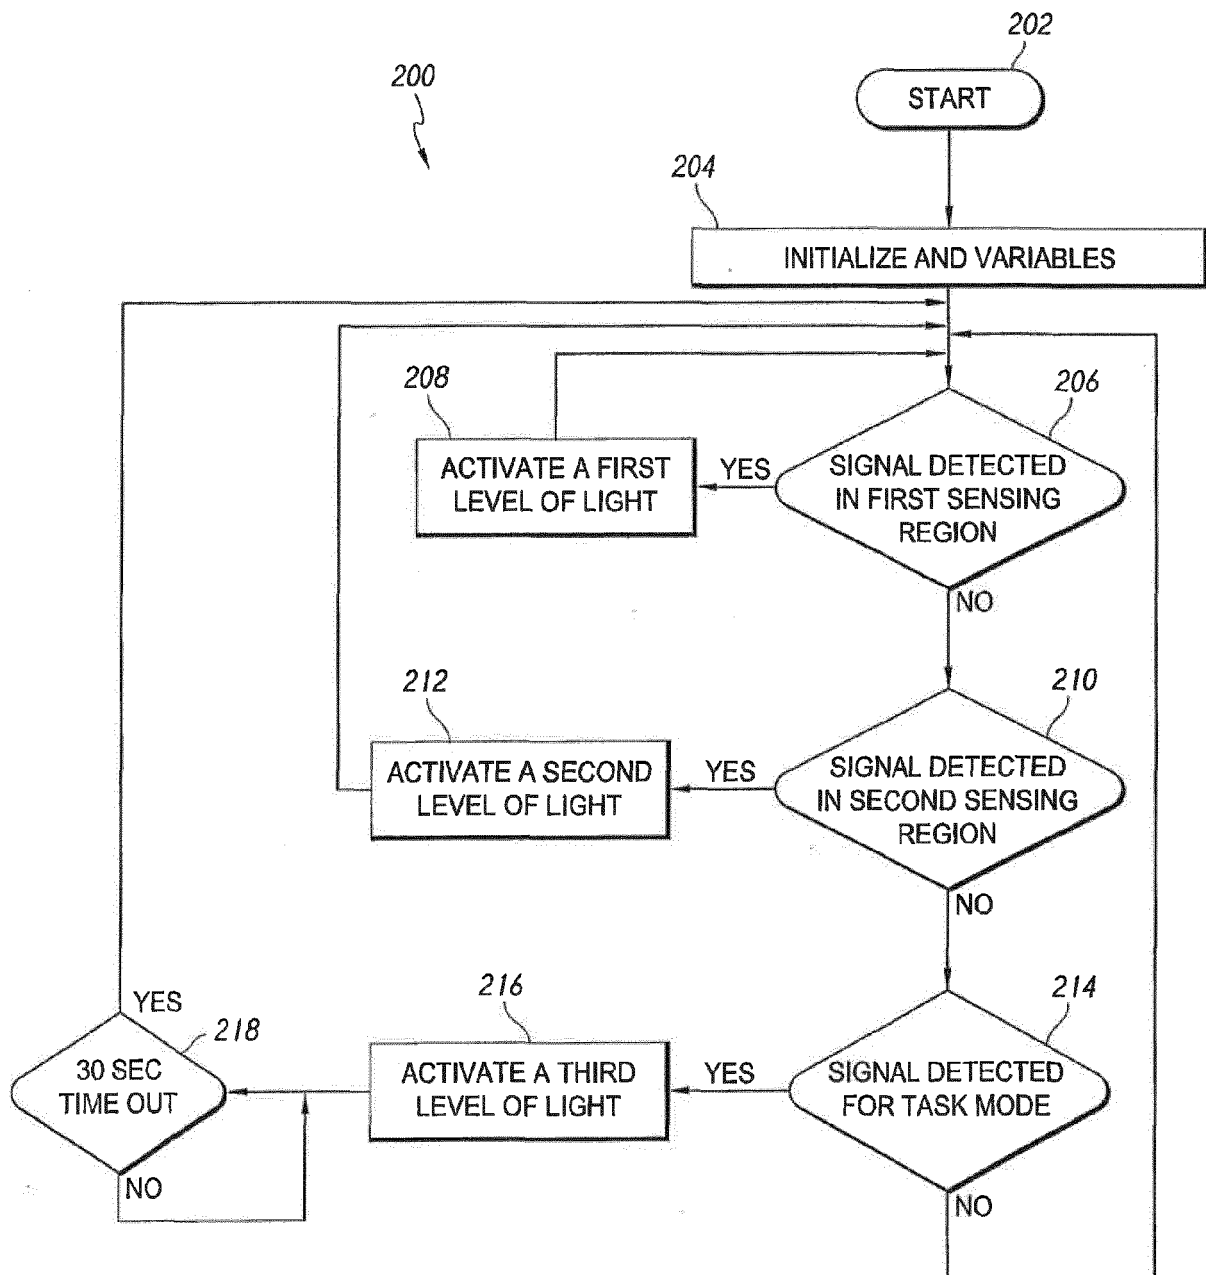 202
START
200
204
INITIALIZE AND VARIABLES
208
206
ACTIVATE A FIRST
LEVEL OF LIGHT
YES
SIGNAL DETECTED
IN FIRST SENSING
REGION
NO
212
210
ACTIVATE A SECOND
LEVEL OF LIGHT
YES
SIGNAL DETECTED
IN SECOND SENSING
REGION
NO
216
214
YES
218
30 SEC
TIME OUT
NO
ACTIVATE A THIRD
LEVEL OF LIGHT
YES
SIGNAL DETECTED
FOR TASK MODE
NO